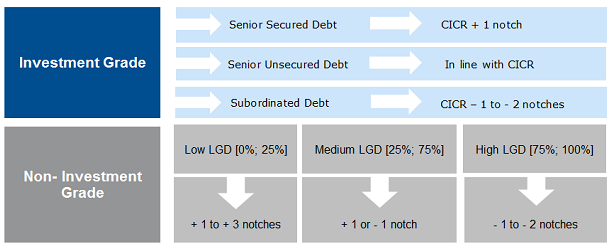 Investment Grade
Senior Secured Debt CICR + 1 notch
Senior Unsecured Debt In line with CICR
Subordinated Debt CICR – 1 to - 2 notches
Non- Investment
Grade
Low LGD [0%; 25%] Medium LGD [25%; 75%] High LGD [75%; 100%]
+ 1 to + 3 notches + 1 or - 1 notch - 1 to - 2 notches